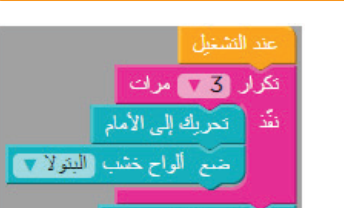 عند التشغيل
تكرار 3 مرات
نفّذ تحريك إلى الأمام
ضع ألواح خشب البتولا